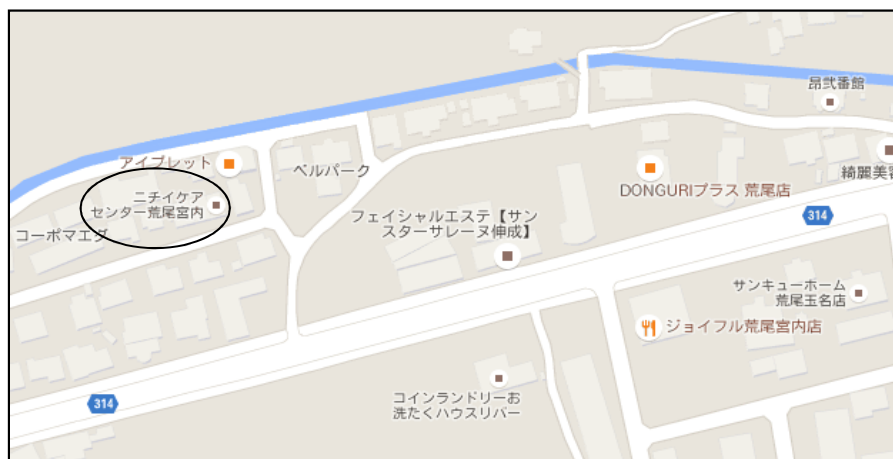 昂弐番館
アイプレット
ベルパーク
DONGURIプラス 荒尾店
綺麗美容
ニチイケア
センター荒尾宮内
コーポマエダ
フェイシャルエステ【サン
スターサレーヌ伸成】
314
サンキューホーム
荒尾玉名店
ジョイフル荒尾宮内店
コインランドリーお
洗たくハウスリバー
314